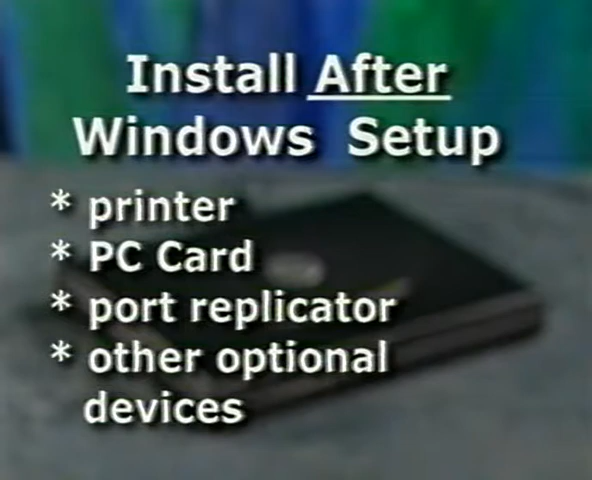 Install After
Windows Setup
* printer
* PC Card
* port replicator
* other optional
devices